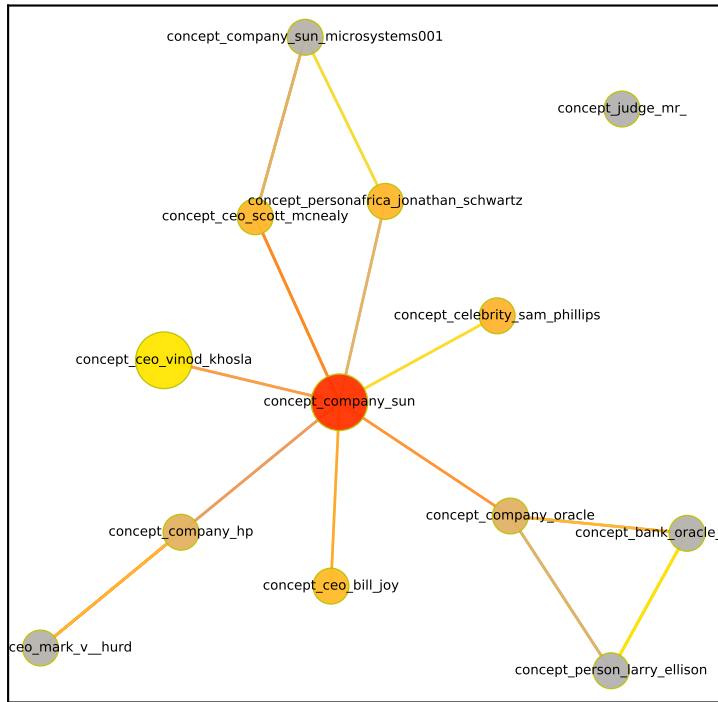 concept_company_sun_microsystems001
concept_judge_mr_
concept_personafrica_jonathan_schwartz
concept_ceo_scott_mcnealy
concept_celebrity_sam_phillips
concept_ceo_vinod_khosla
concept_company_sun
concept_company_oracle
concept_company_hp
concept_bank_oracle_
concept_ceo_bill_joy
ceo_mark_v__hurd
concept_person_larry_ellison